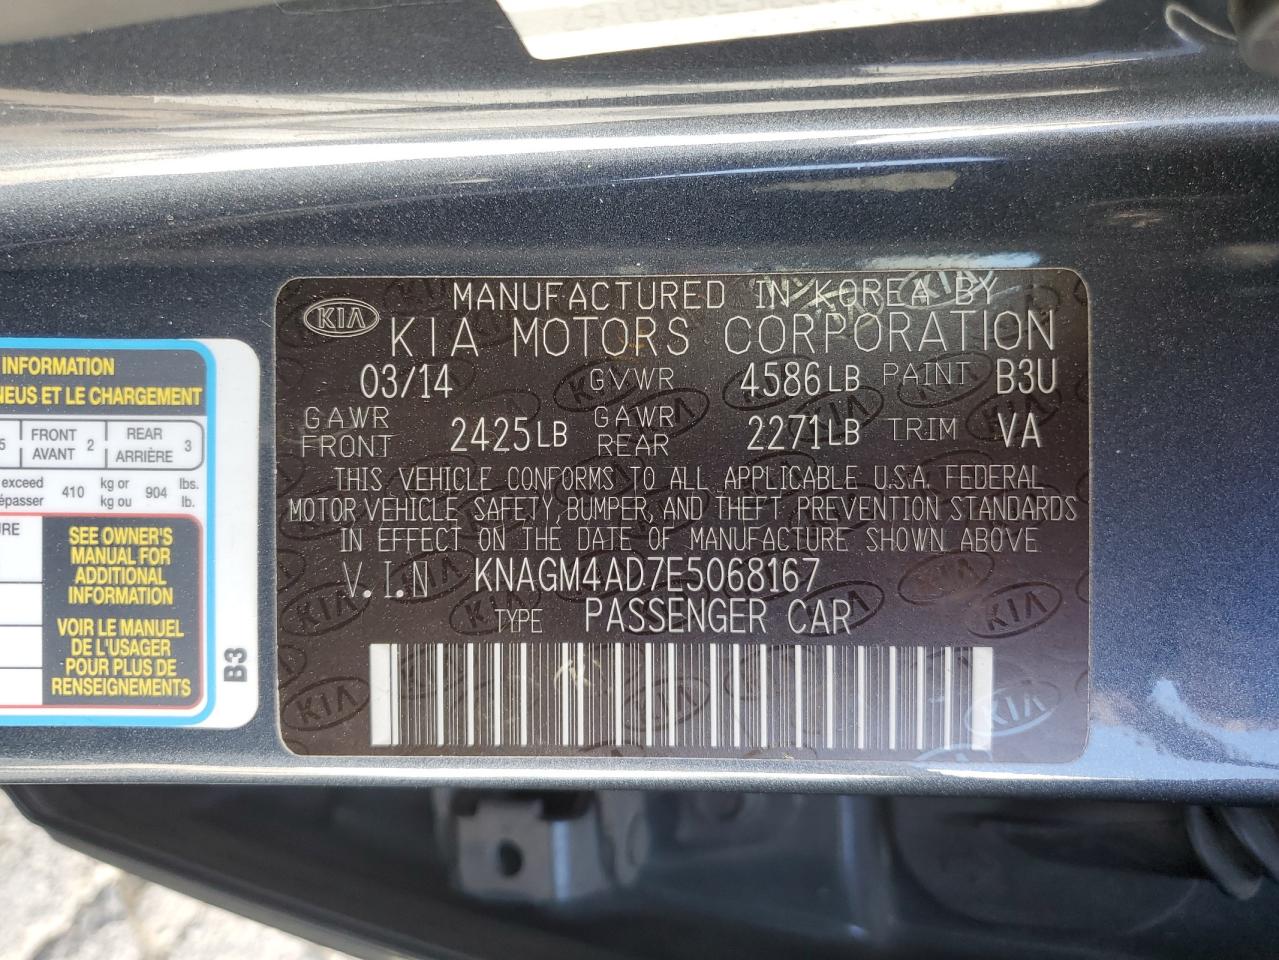 MANUFACTURED IN KOREA BY
KIA
KIA MOTORS CORPORATION
03/14 GVWR 4586LB PAINT B3U
GAWR FRONT 2425LB GAWR REAR 2271LB TRIM VA
THIS VEHICLE CONFORMS TO ALL APPLICABLE U.S.A. FEDERAL
MOTOR VEHICLE SAFETY, BUMPER, AND THEFT PREVENTION STANDARDS
IN EFFECT ON THE DATE OF MANUFACTURE SHOWN ABOVE.
V.I.N KNAGM4AD7E5068167
TYPE PASSENGER CAR
INFORMATION
NEUS ET LE CHARGEMENT
5 FRONT AVANT 2 REAR ARRIÈRE 3
exceed
épasser 410 kg or kg ou 904 lbs. lb.
URE
SEE OWNER'S
MANUAL FOR
ADDITIONAL
INFORMATION
VOIR LE MANUEL
DE L'USAGER
POUR PLUS DE
RENSEIGNEMENTS
B3